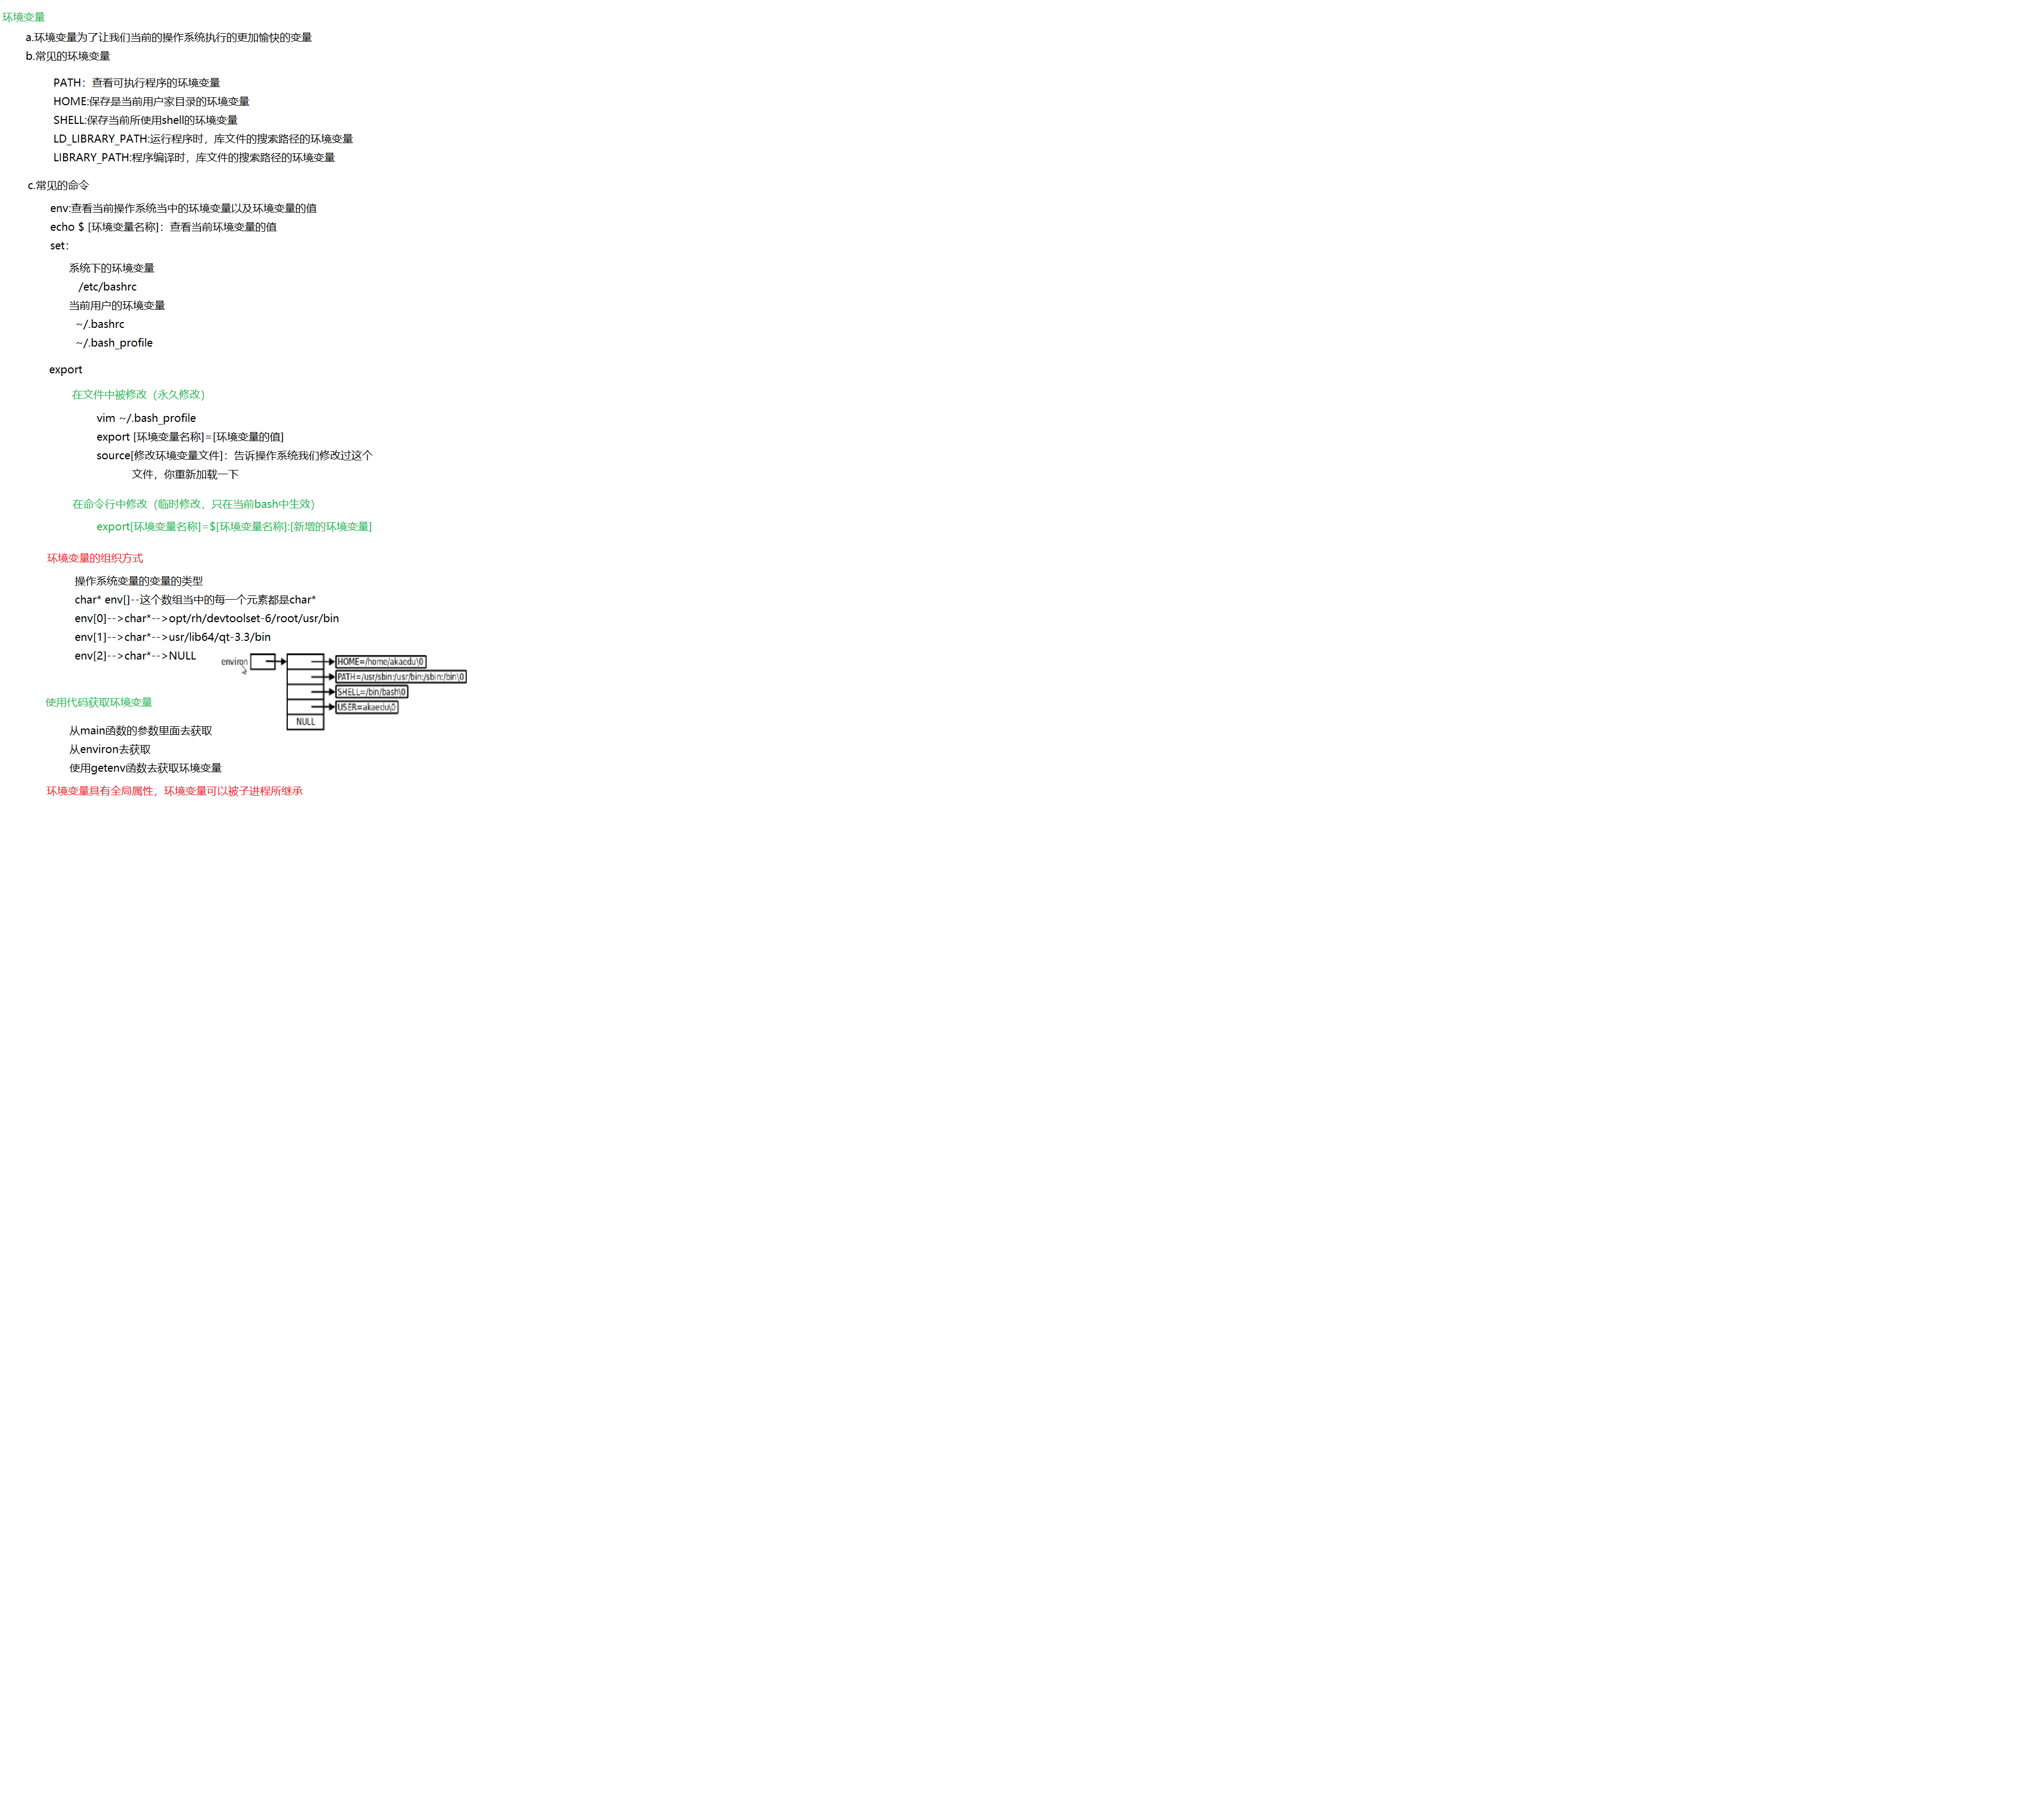 环境变量
a.环境变量为了让我们当前的操作系统执行的更加愉快的变量
b.常见的环境变量
PATH：查看可执行程序的环境变量
HOME:保存是当前用户家目录的环境变量
SHELL:保存当前所使用shell的环境变量
LD_LIBRARY_PATH:运行程序时，库文件的搜索路径的环境变量
LIBRARY_PATH:程序编译时，库文件的搜索路径的环境变量
c.常见的命令
env:查看当前操作系统当中的环境变量以及环境变量的值
echo $ [环境变量名称]：查看当前环境变量的值
set：
系统下的环境变量
/etc/bashrc
当前用户的环境变量
~/.bashrc
~/.bash_profile
export
在文件中被修改（永久修改）
vim ~/.bash_profile
export [环境变量名称]=[环境变量的值]
source[修改环境变量文件]：告诉操作系统我们修改过这个
文件，你重新加载一下
在命令行中修改（临时修改，只在当前bash中生效）
export[环境变量名称]=$[环境变量名称]:[新增的环境变量]
环境变量的组织方式
操作系统变量的变量的类型
char* env[]--这个数组当中的每一个元素都是char*
env[0]-->char*-->opt/rh/devtoolset-6/root/usr/bin
env[1]-->char*-->usr/lib64/qt-3.3/bin
env[2]-->char*-->NULL
environ
HOME=/home/akaedu\0
PATH=/usr/sbin:/usr/bin:/sbin:/bin\0
SHELL=/bin/bash\0
USER=akaedu\0
NULL
使用代码获取环境变量
从main函数的参数里面去获取
从environ去获取
使用getenv函数去获取环境变量
环境变量具有全局属性，环境变量可以被子进程所继承